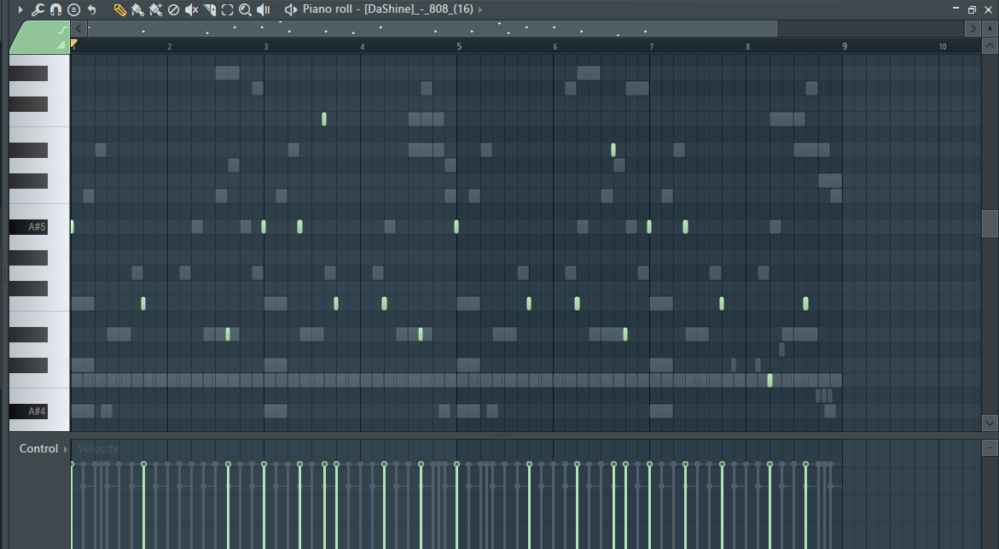 Piano roll - [DaShine]_-_808_(16)
1 2 3 4 5 6 7 8 9 10
A#5
A#4
Control Velocity